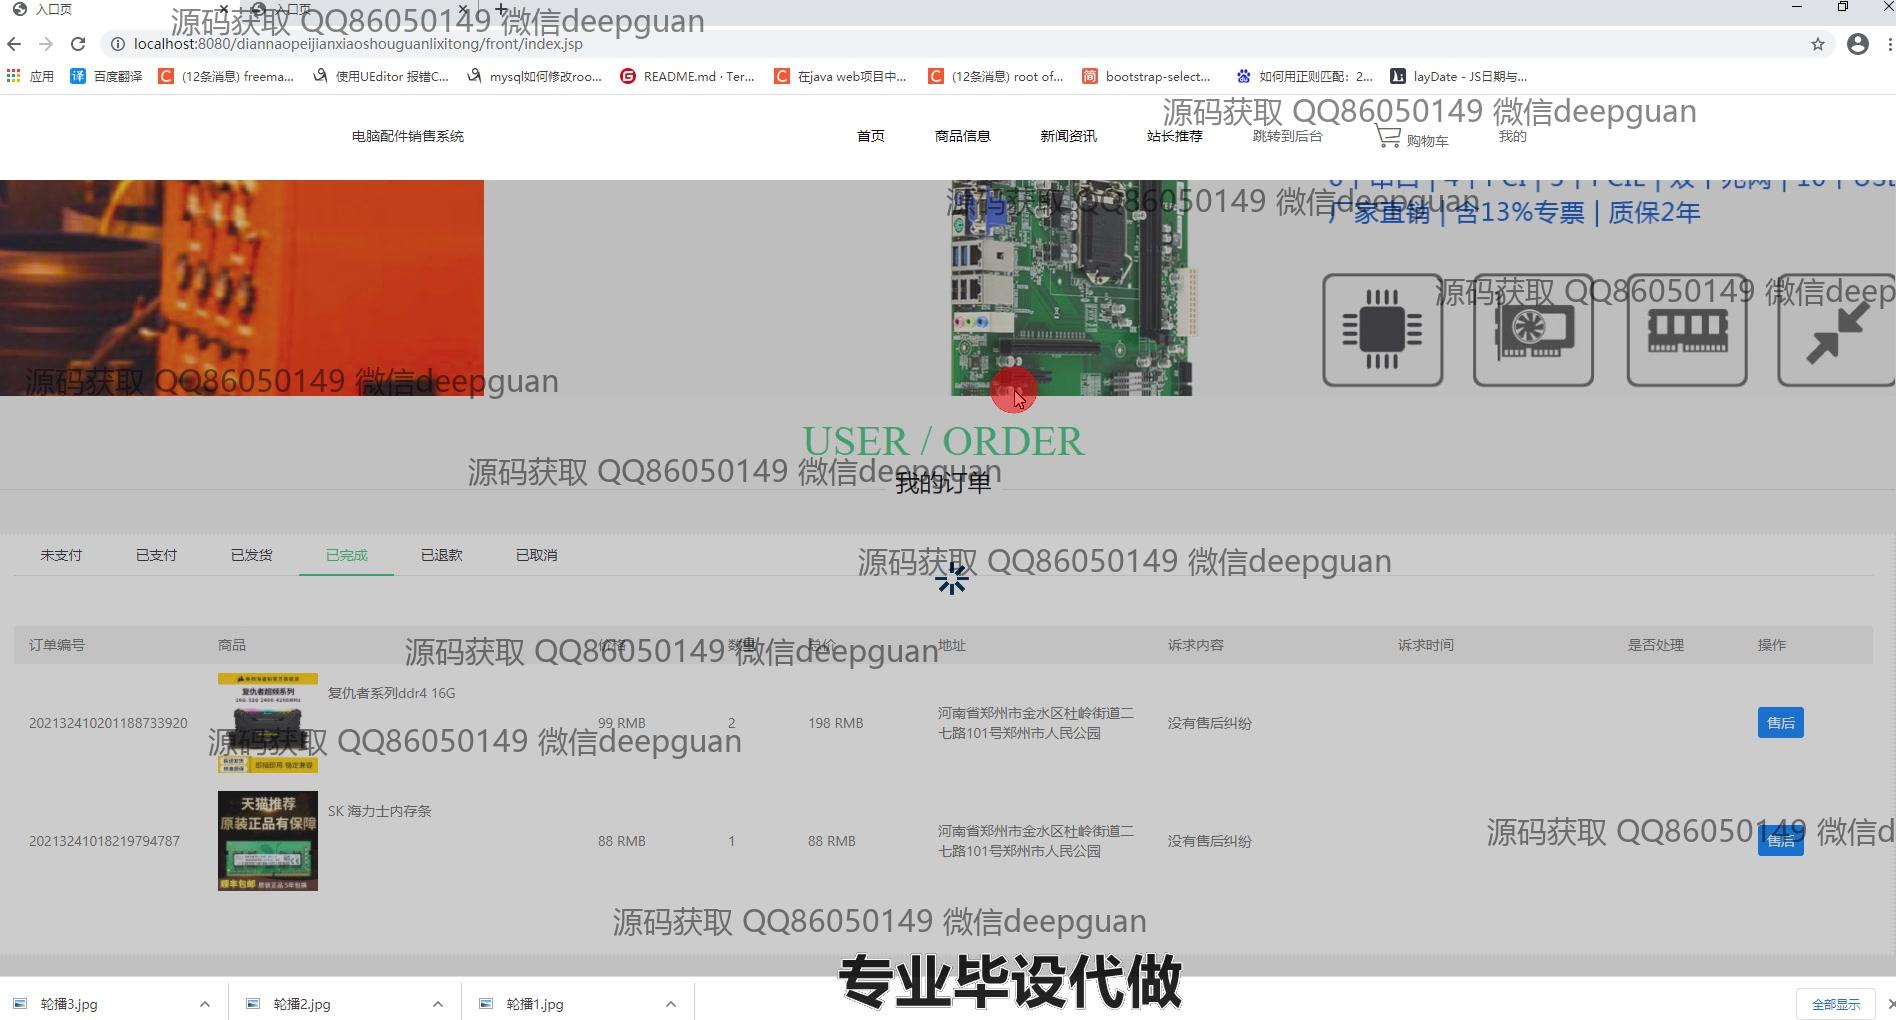 入口页
入口页
源码获取 QQ86050149 微信deepguan
localhost:8080/diannaopeijianxiaoshouguanlixitong/front/index.jsp
应用
百度翻译
(12条消息) freema...
使用UEditor 报错C...
mysql如何修改roo...
README.md · Ter...
在java web项目中...
(12条消息) root of...
bootstrap-select...
如何用正则匹配：2...
layDate - JS日期与...
源码获取 QQ86050149 微信deepguan
电脑配件销售系统
首页
商品信息
新闻资讯
站长推荐
跳转到后台
购物车
我的
源码获取 QQ86050149 微信deepguan
厂家直销 | 含13%专票 | 质保2年
源码获取 QQ86050149 微信deep
源码获取 QQ86050149 微信deepguan
USER / ORDER
源码获取 QQ86050149 微信deepguan
我的订单
未支付
已支付
已发货
已完成
已退款
已取消
源码获取 QQ86050149 微信deepguan
订单编号
商品
价格
数量
总价
地址
诉求内容
诉求时间
是否处理
操作
源码获取 QQ86050149 微信deepguan
复仇者超频系列
复仇者系列ddr4 16G
202132410201188733920
99 RMB
2
198 RMB
河南省郑州市金水区杜岭街道二
七路101号郑州市人民公园
没有售后纠纷
售后
源码获取 QQ86050149 微信deepguan
天猫推荐
原装正品有保障
顺丰包邮
SK 海力士内存条
20213241018219794787
88 RMB
1
88 RMB
河南省郑州市金水区杜岭街道二
七路101号郑州市人民公园
没有售后纠纷
售后
源码获取 QQ86050149 微信d
源码获取 QQ86050149 微信deepguan
专业毕设代做
轮播3.jpg
轮播2.jpg
轮播1.jpg
全部显示